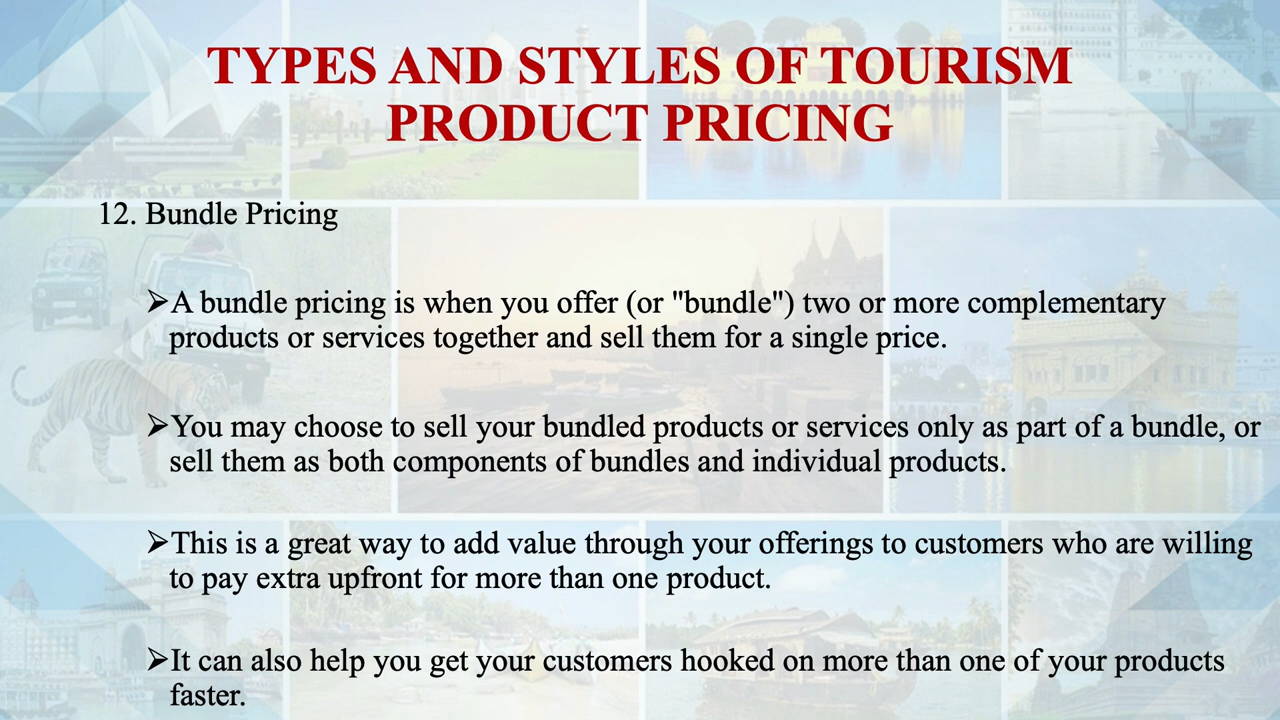 TYPES AND STYLES OF TOURISM
PRODUCT PRICING
12. Bundle Pricing
➢A bundle pricing is when you offer (or "bundle") two or more complementary
products or services together and sell them for a single price.
➢You may choose to sell your bundled products or services only as part of a bundle, or
sell them as both components of bundles and individual products.
➢This is a great way to add value through your offerings to customers who are willing
to pay extra upfront for more than one product.
➢It can also help you get your customers hooked on more than one of your products
faster.